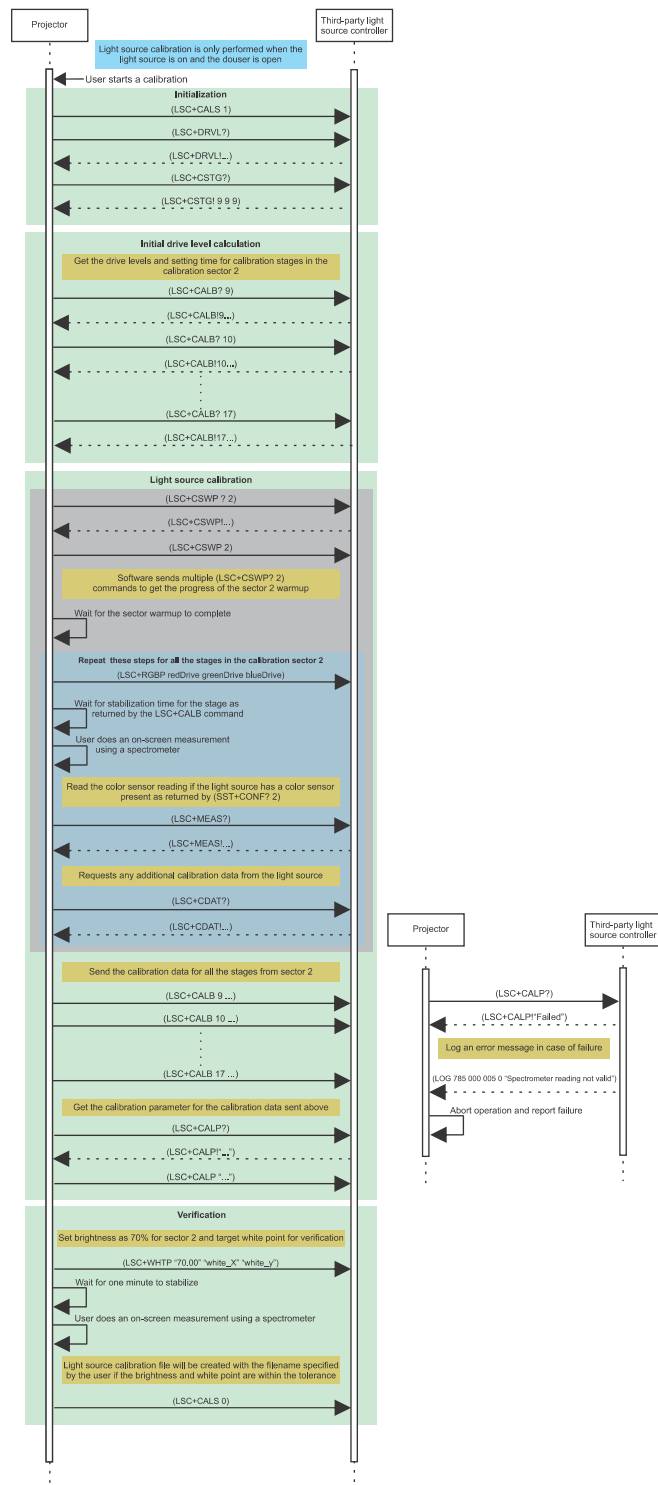 Projector
Third-party light
source controller
Light source calibration is only performed when the
light source is on and the douser is open
User starts a calibration
Initialization
(LSC+CALS 1)
(LSC+DRVL?)
(LSC+DRVL!...)
(LSC+CSTG?)
(LSC+CSTG! 9 9 9)
Initial drive level calculation
Get the drive levels and setting time for calibration stages in the
calibration sector 2
(LSC+CALB? 9)
(LSC+CALB!9...)
(LSC+CALB? 10)
(LSC+CALB!10...)
(LSC+CALB? 17)
(LSC+CALB!17...)
Light source calibration
(LSC+CSWP ? 2)
(LSC+CSWP!...)
(LSC+CSWP 2)
Software sends multiple (LSC+CSWP? 2)
commands to get the progress of the sector 2 warmup
Wait for the sector warmup to complete
Repeat these steps for all the stages in the calibration sector 2
(LSC+RGBP redDrive greenDrive blueDrive)
Wait for stabilization time for the stage as
returned by the LSC+CALB command
User does an on-screen measurement
using a spectrometer
Read the color sensor reading if the light source has a color sensor
present as returned by (SST+CONF? 2)
(LSC+MEAS?)
(LSC+MEAS!...)
Requests any additional calibration data from the light source
(LSC+CDAT?)
(LSC+CDAT!...)
Send the calibration data for all the stages from sector 2
(LSC+CALB 9 ...)
(LSC+CALB 10 ...)
(LSC+CALB 17 ...)
Get the calibration parameter for the calibration data sent above
(LSC+CALP?)
(LSC+CALP!"...")
(LSC+CALP "...")
Verification
Set brightness as 70% for sector 2 and target white point for verification
(LSC+WHTP "70.00" "white_X" "white_y")
Wait for one minute to stabilize
User does an on-screen measurement using a spectrometer
Light source calibration file will be created with the filename specified
by the user if the brightness and white point are within the tolerance
(LSC+CALS 0)
Projector
Third-party light
source controller
(LSC+CALP?)
(LSC+CALP!"Failed")
Log an error message in case of failure
(LOG 785 000 005 0 "Spectrometer reading not valid")
Abort operation and report failure